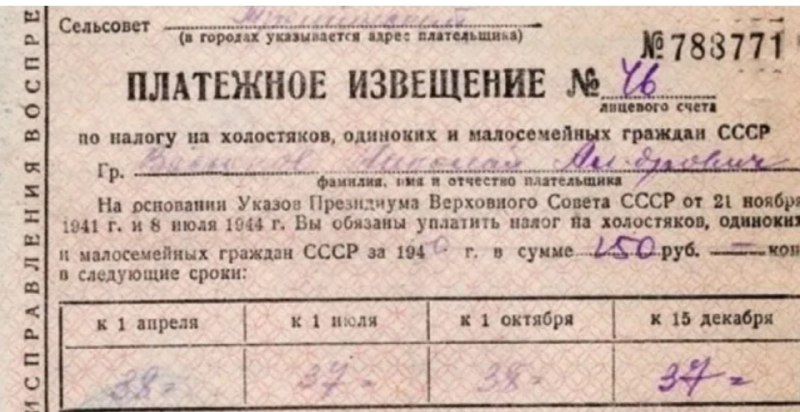 Сельсовет
(в городах указывается адрес плательщика)
№ 788771
ПЛАТЕЖНОЕ ИЗВЕЩЕНИЕ № 46
лицевого счета
по налогу на холостяков, одиноких и малосемейных граждан СССР
Гр. Николай
фамилия, имя и отчество плательщика
На основании Указов Президиума Верховного Совета СССР от 21 ноября
1941 г. и 8 июля 1944 г. Вы обязаны уплатить налог на холостяков, одиноких
и малосемейных граждан СССР за 194 г. в сумме 150 руб. — коп
в следующие сроки:
к 1 апреля к 1 июля к 1 октября к 15 декабря
38= 37= 38= 37=
ИСПРАВЛЕНИЯ ВОСПРЕ